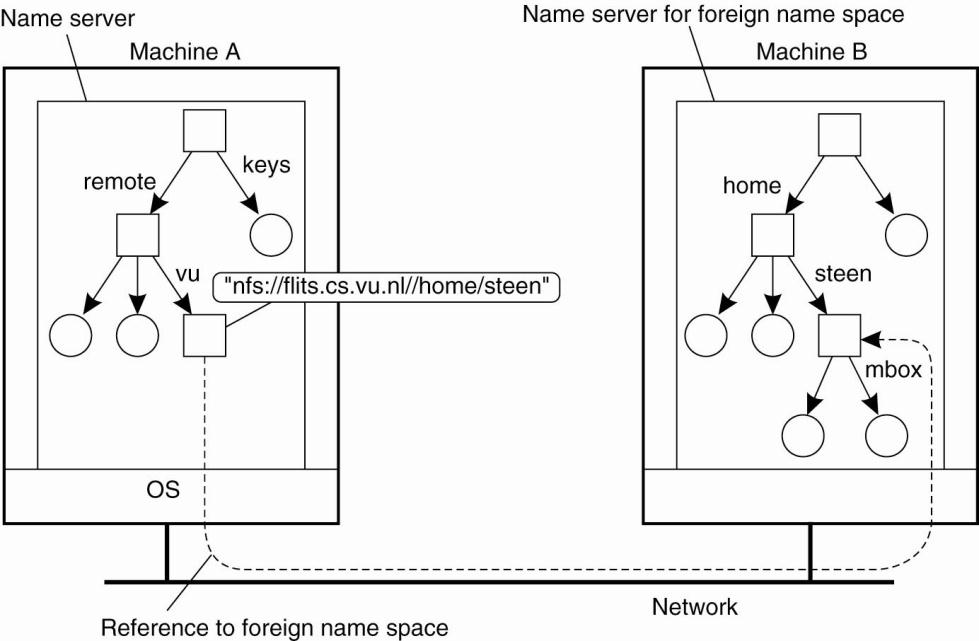 Name server
Name server for foreign name space
Machine A
Machine B
keys
remote
home
vu
steen
"nfs://flits.cs.vu.nl//home/steen"
mbox
OS
Network
Reference to foreign name space